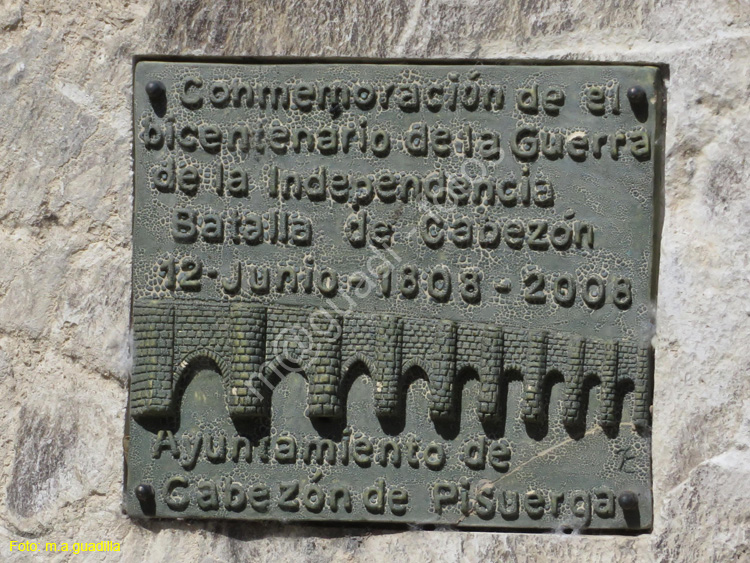 Conmemoración de el
bicentenario de la Guerra
de la Independencia
Batalla de Cabezón
12-Junio-1808-2008
Ayuntamiento de
Cabezón de PiSuerga
Foto. m.a.guadilla